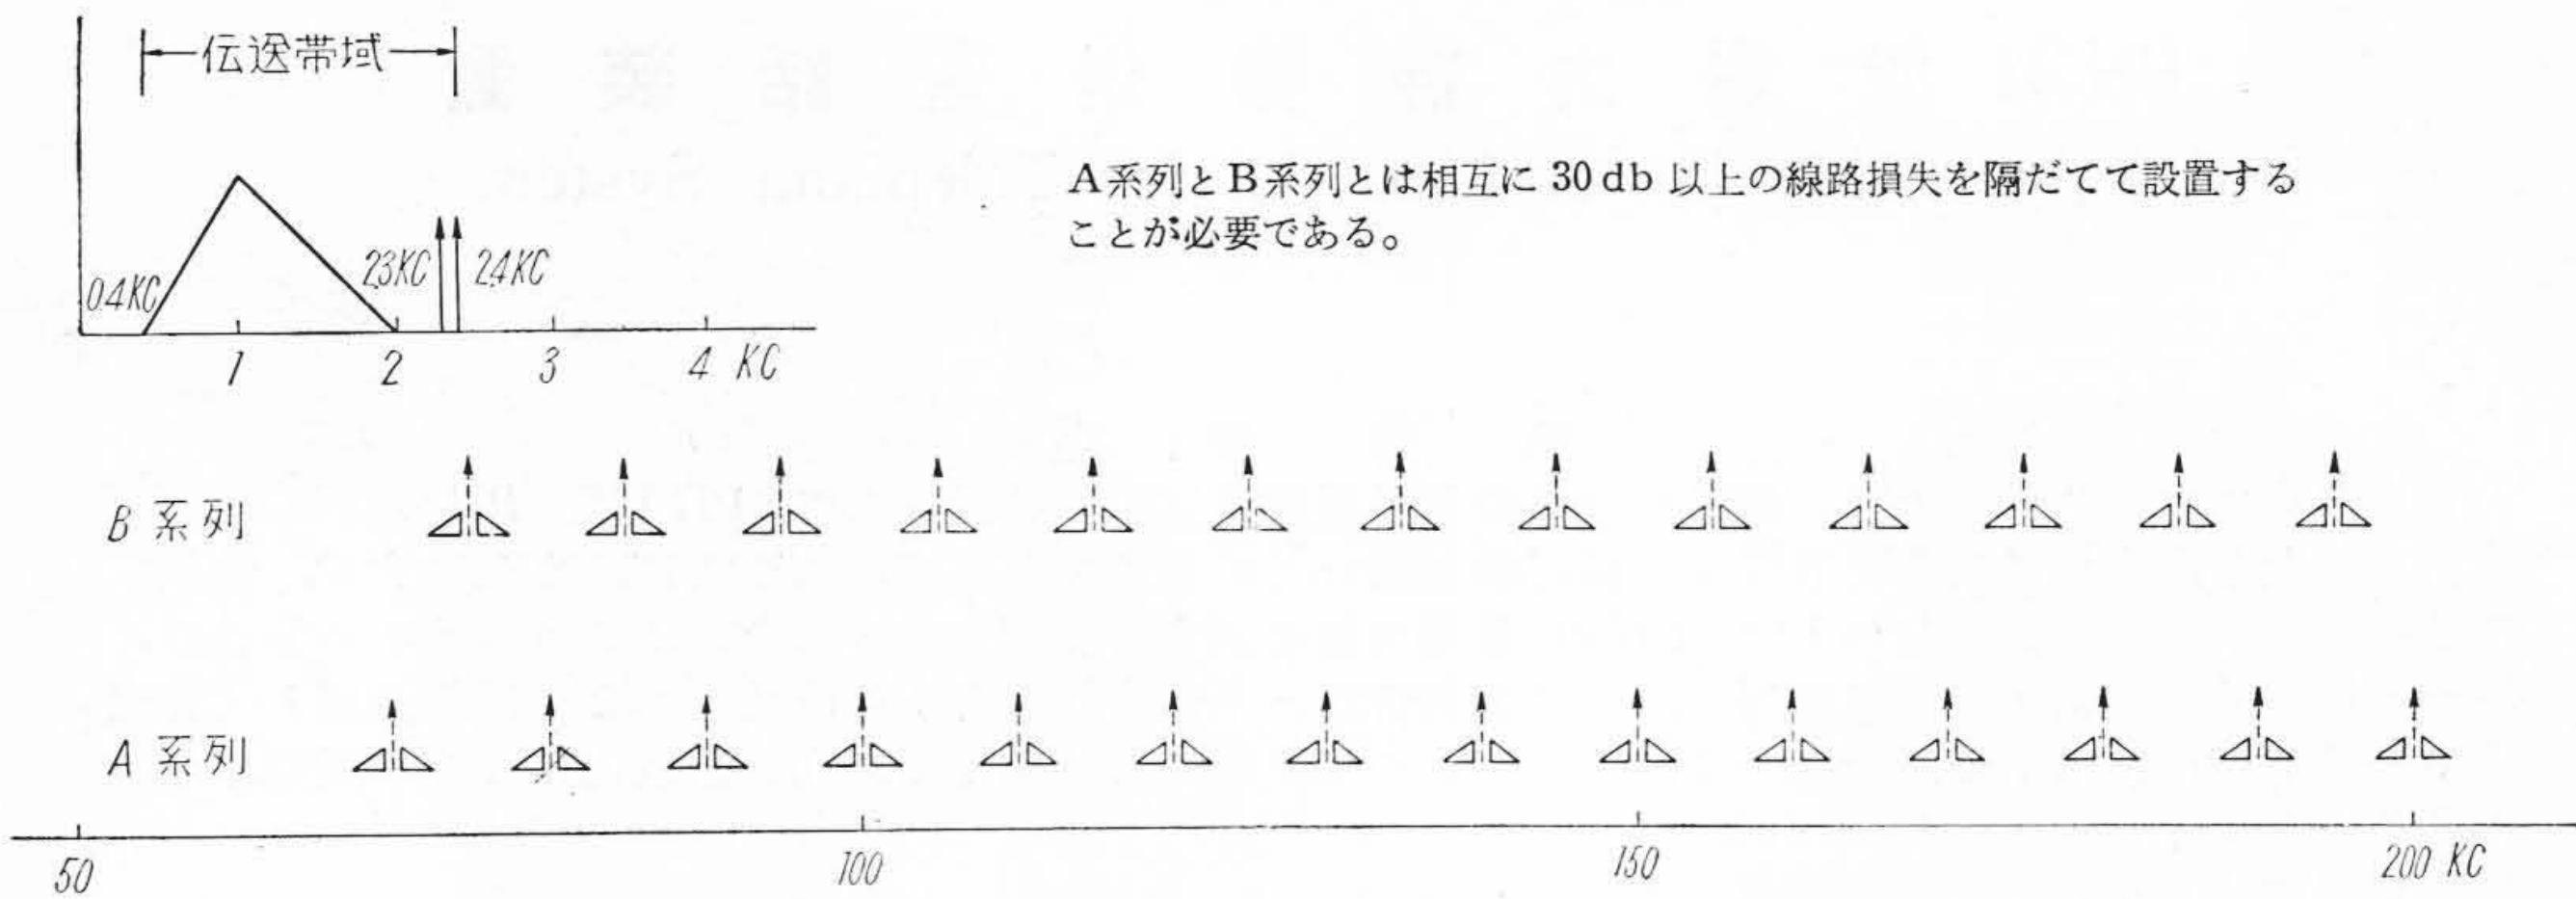 伝送帯域
A系列とB系列とは相互に 30 db 以上の線路損失を隔だてて設置する
ことが必要である。
0.4KC
2.3KC
2.4KC
1 2 3 4 KC
B 系列
A 系列
50 100 150 200 KC